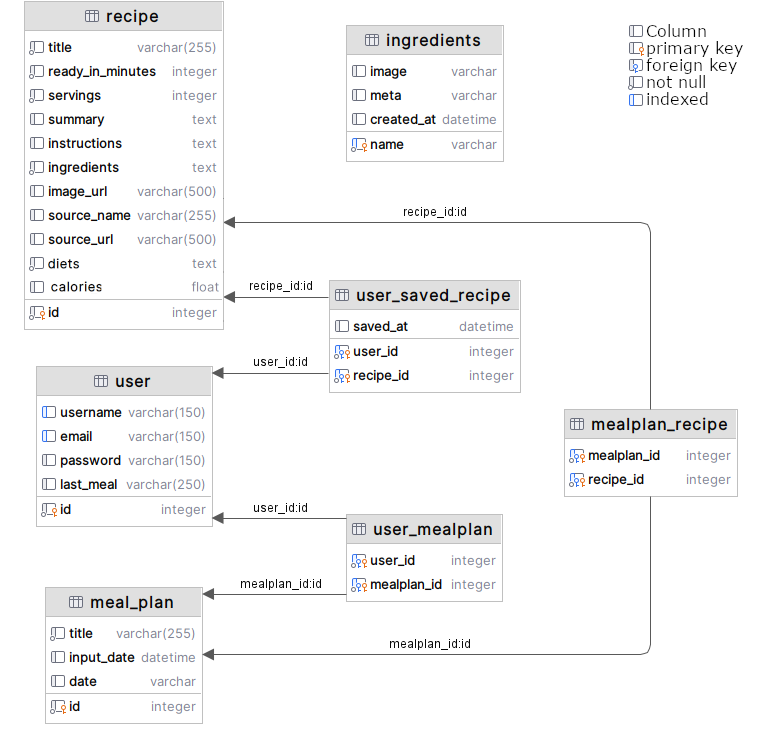 recipe
title varchar(255)
ready_in_minutes integer
servings integer
summary text
instructions text
ingredients text
image_url varchar(500)
source_name varchar(255)
source_url varchar(500)
diets text
calories float
id integer
ingredients
image varchar
meta varchar
created_at datetime
name varchar
Column
primary key
foreign key
not null
indexed
recipe_id:id
recipe_id:id
user_saved_recipe
saved_at datetime
user_id integer
recipe_id integer
user_id:id
user
username varchar(150)
email varchar(150)
password varchar(150)
last_meal varchar(250)
id integer
mealplan_recipe
mealplan_id integer
recipe_id integer
user_id:id
user_mealplan
user_id integer
mealplan_id integer
mealplan_id:id
meal_plan
title varchar(255)
input_date datetime
date varchar
id integer
mealplan_id:id